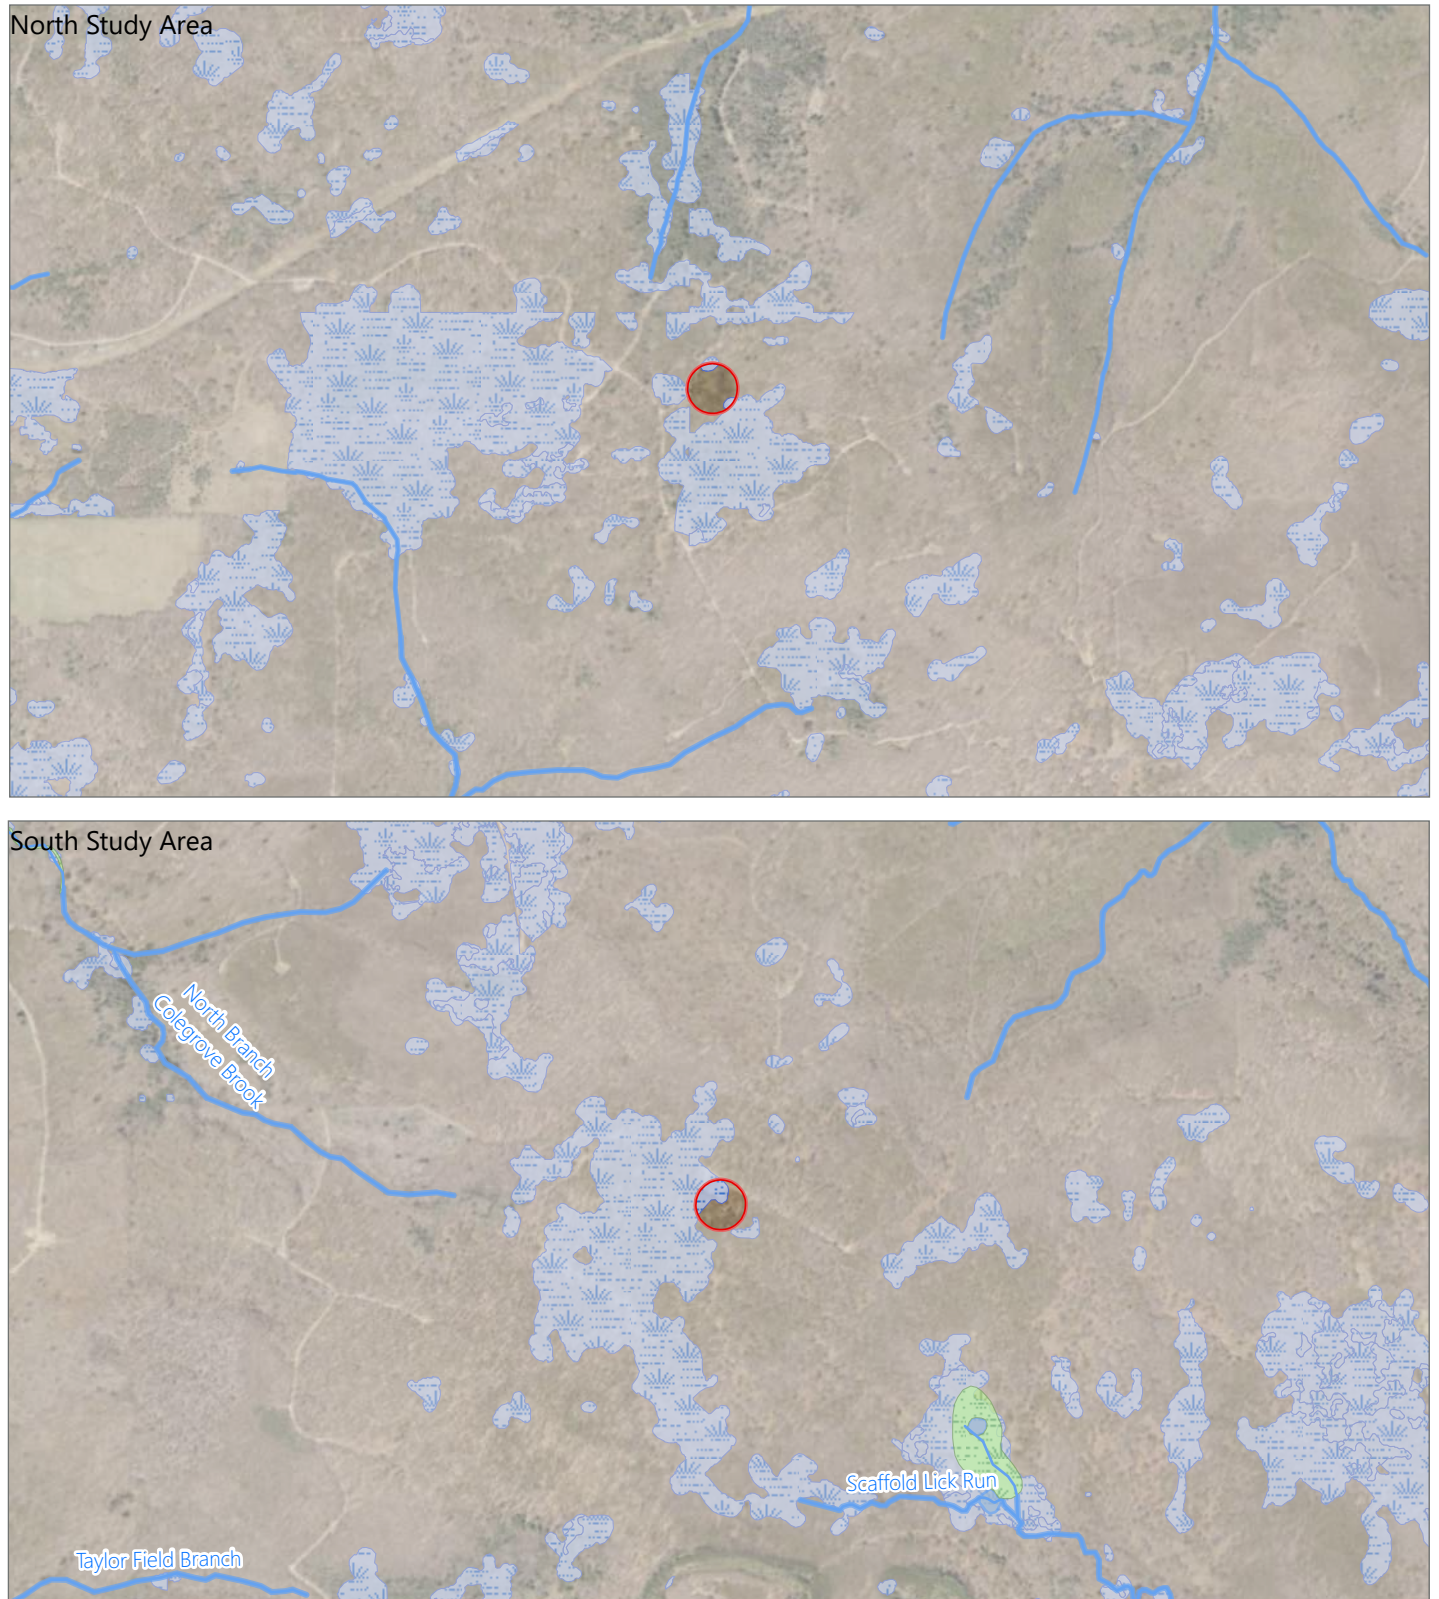 North Study Area
South Study Area
North Branch
Colegrove Brook
Scaffold Lick Run
Taylor Field Branch